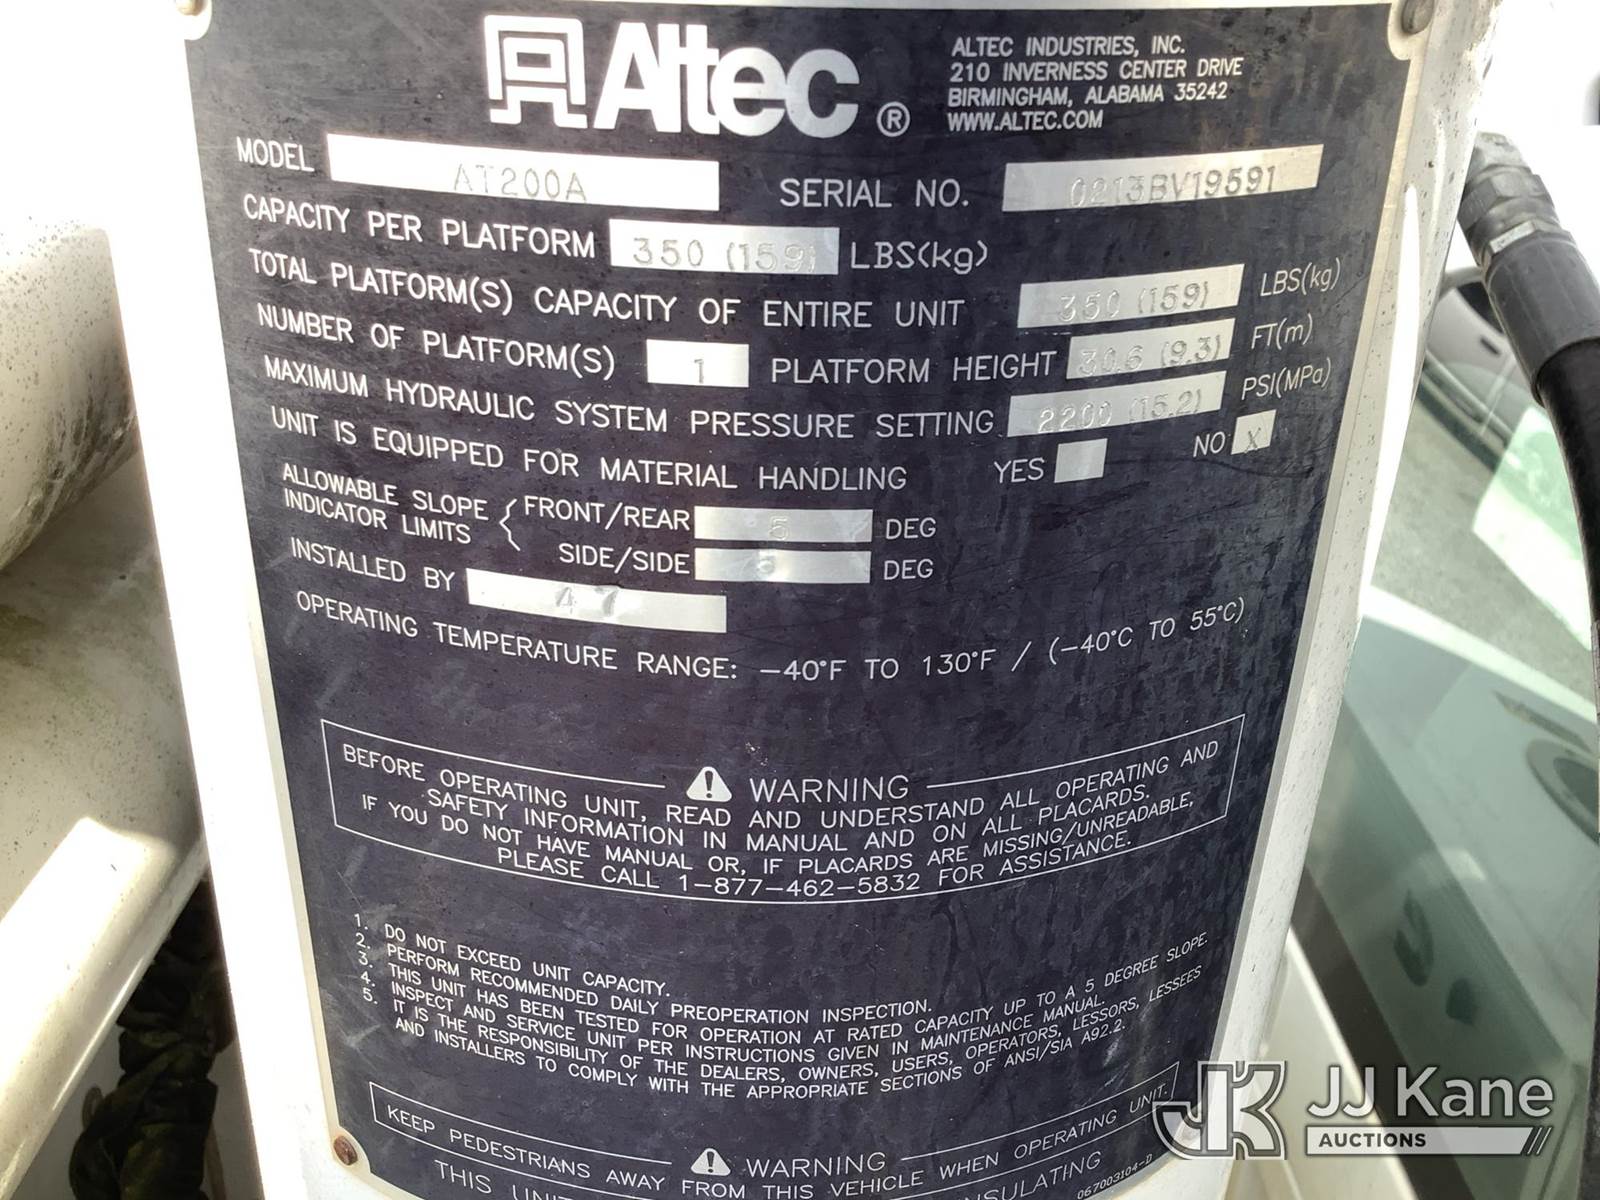 Altec ®
ALTEC INDUSTRIES, INC.
210 INVERNESS CENTER DRIVE
BIRMINGHAM, ALABAMA 35242
WWW.ALTEC.COM
MODEL AT200A SERIAL NO. 0213BV19591
CAPACITY PER PLATFORM 350 (159) LBS(kg)
TOTAL PLATFORM(S) CAPACITY OF ENTIRE UNIT 350 (159) LBS(kg)
NUMBER OF PLATFORM(S) 1 PLATFORM HEIGHT 30.6 (9.3) FT(m)
MAXIMUM HYDRAULIC SYSTEM PRESSURE SETTING 2200 (15.2) PSI(MPa)
UNIT IS EQUIPPED FOR MATERIAL HANDLING YES NO X
ALLOWABLE SLOPE INDICATOR LIMITS { FRONT/REAR 5 DEG
SIDE/SIDE 5 DEG
INSTALLED BY 47
OPERATING TEMPERATURE RANGE: -40°F TO 130°F / (-40°C TO 55°C)
WARNING
BEFORE OPERATING UNIT, READ AND UNDERSTAND ALL OPERATING AND
SAFETY INFORMATION IN MANUAL AND ON ALL PLACARDS.
IF YOU DO NOT HAVE MANUAL OR, IF PLACARDS ARE MISSING/UNREADABLE,
PLEASE CALL 1-877-462-5832 FOR ASSISTANCE.
1. DO NOT EXCEED UNIT CAPACITY.
2. PERFORM RECOMMENDED DAILY PREOPERATION INSPECTION.
3. THIS UNIT HAS BEEN TESTED FOR OPERATION AT RATED CAPACITY UP TO A 5 DEGREE SLOPE.
4. INSPECT AND SERVICE UNIT PER INSTRUCTIONS GIVEN IN MAINTENANCE MANUAL.
5. IT IS THE RESPONSIBILITY OF THE DEALERS, OWNERS, USERS, OPERATORS, LESSORS, LESSEES
AND INSTALLERS TO COMPLY WITH THE APPROPRIATE SECTIONS OF ANSI/SIA A92.2.
WARNING
KEEP PEDESTRIANS AWAY FROM THIS VEHICLE WHEN OPERATING UNIT.
THIS UNI
NSULATING
067003104-D
JK JJ Kane
AUCTIONS